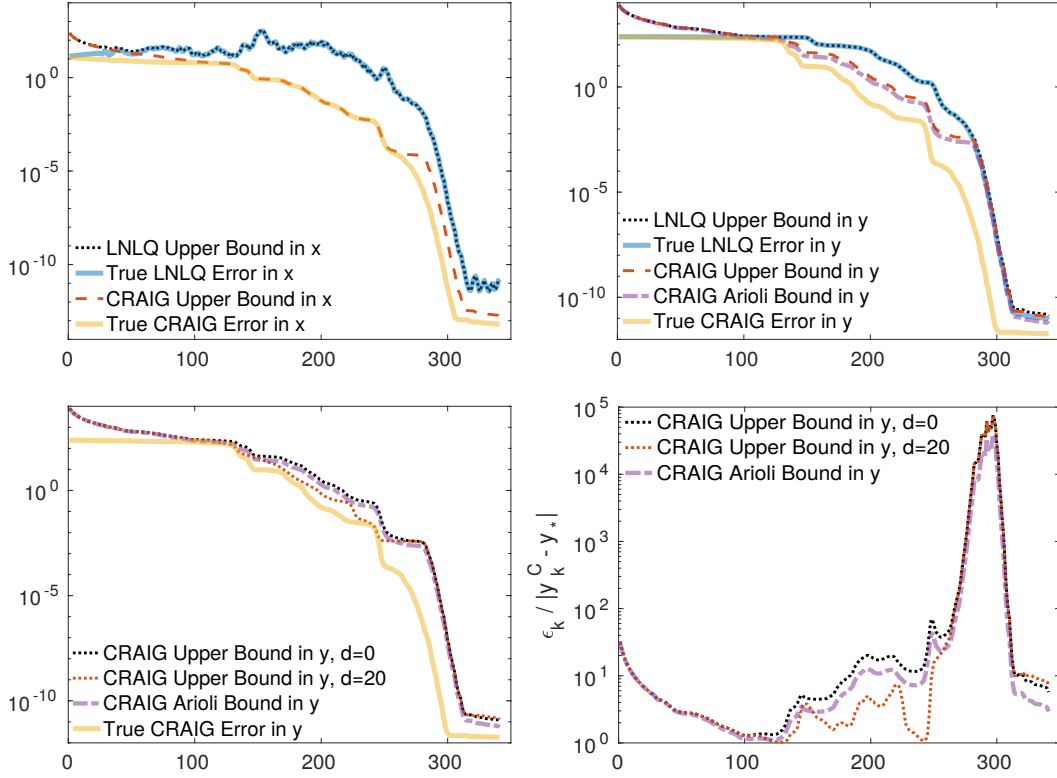 10^0
10^-5
10^-10
LNLQ Upper Bound in x
True LNLQ Error in x
CRAIG Upper Bound in x
True CRAIG Error in x
0 100 200 300
10^0
10^-5
10^-10
LNLQ Upper Bound in y
True LNLQ Error in y
CRAIG Upper Bound in y
CRAIG Arioli Bound in y
True CRAIG Error in y
0 100 200 300
10^0
10^-5
10^-10
CRAIG Upper Bound in y, d=0
CRAIG Upper Bound in y, d=20
CRAIG Arioli Bound in y
True CRAIG Error in y
0 100 200 300
ϵ_k / |y_k^C - y_*|
10^5
10^4
10^3
10^2
10^1
10^0
CRAIG Upper Bound in y, d=0
CRAIG Upper Bound in y, d=20
CRAIG Arioli Bound in y
0 100 200 300